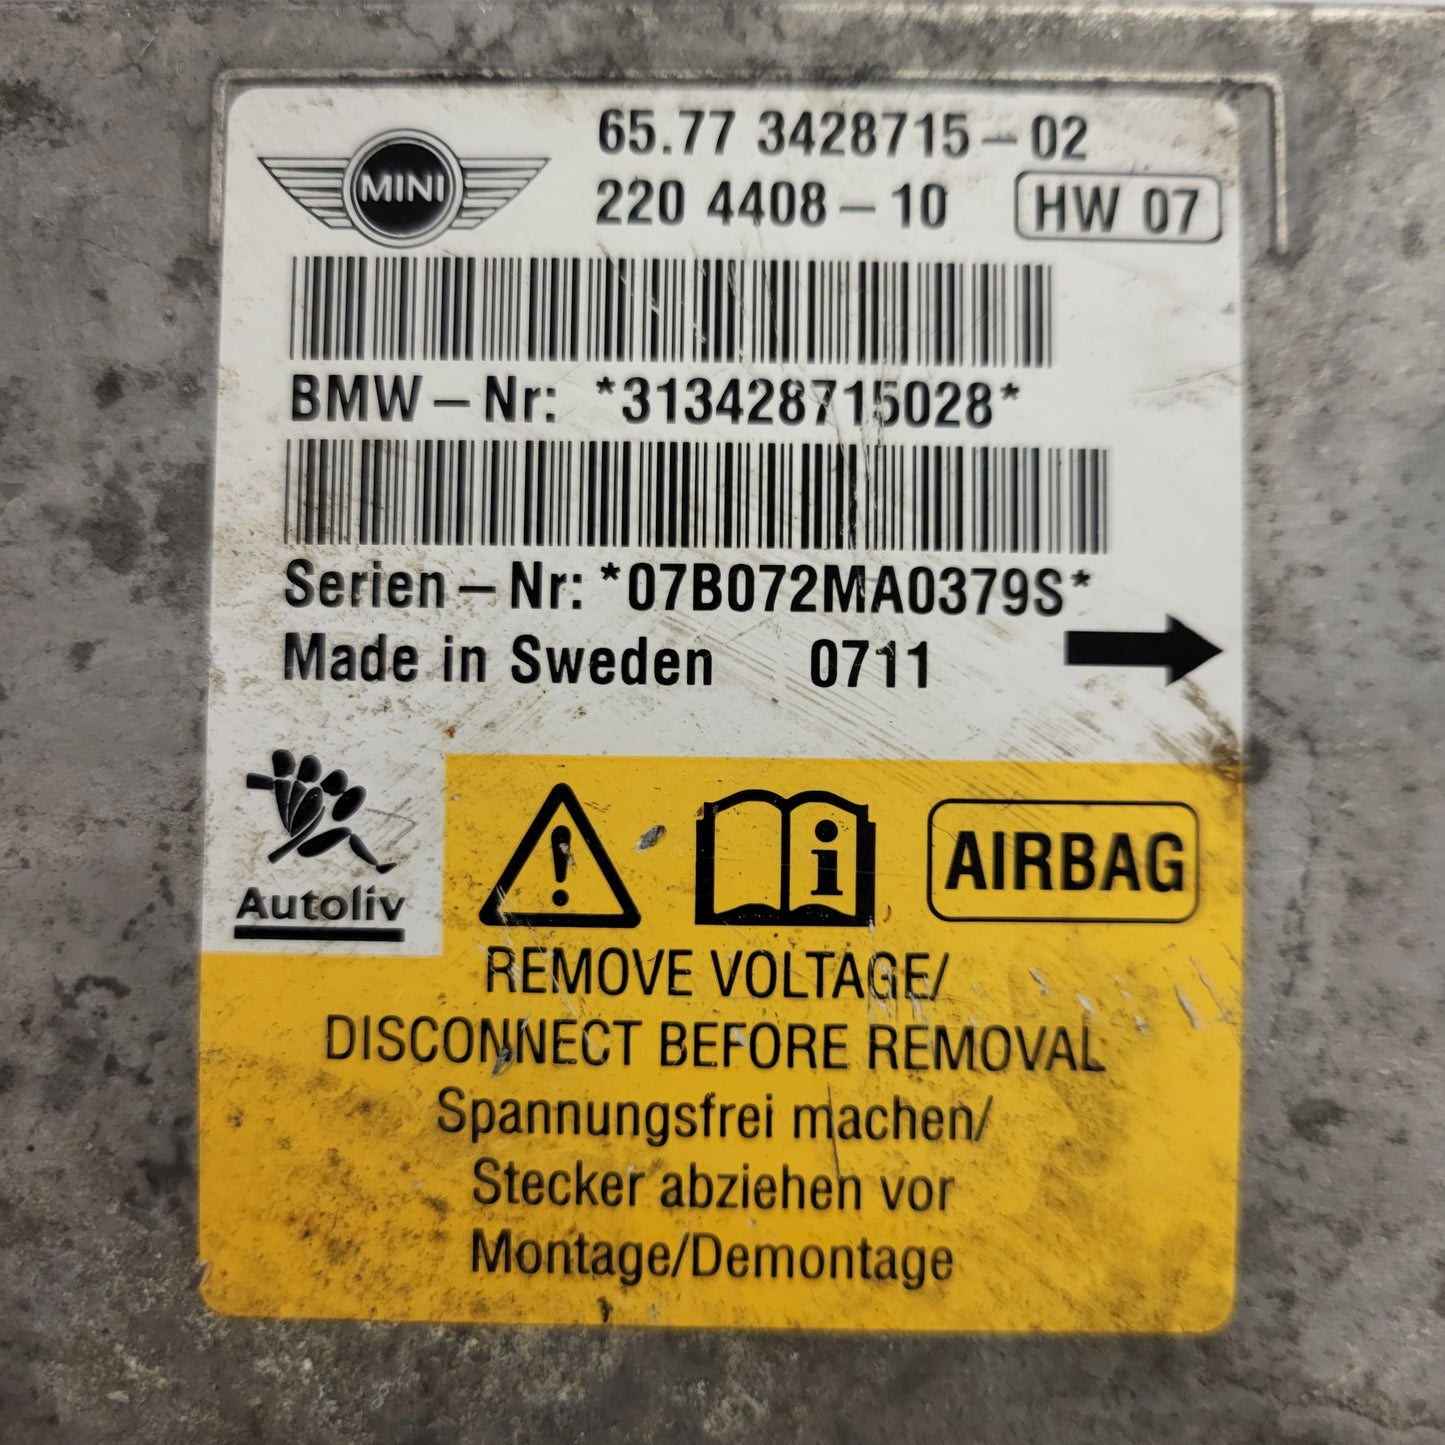 MINI
65.77 3428715-02
220 4408-10 HW 07
BMW-Nr: *313428715028*
Serien-Nr: *07B072MA0379S*
Made in Sweden 0711
Autoliv
AIRBAG
REMOVE VOLTAGE/
DISCONNECT BEFORE REMOVAL
Spannungsfrei machen/
Stecker abziehen vor
Montage/Demontage